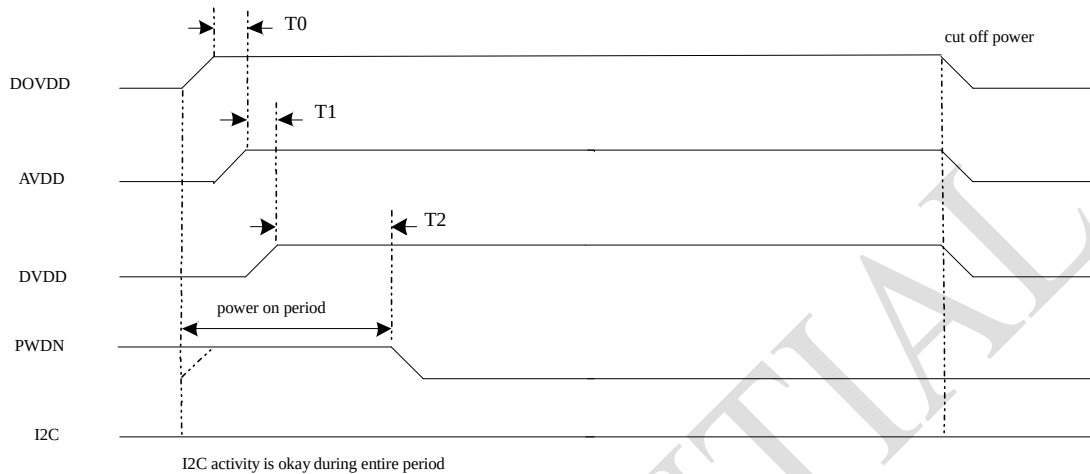 T0
cut off power
DOVDD
T1
AVDD
T2
DVDD
power on period
PWDN
I2C
I2C activity is okay during entire period
NTIAL